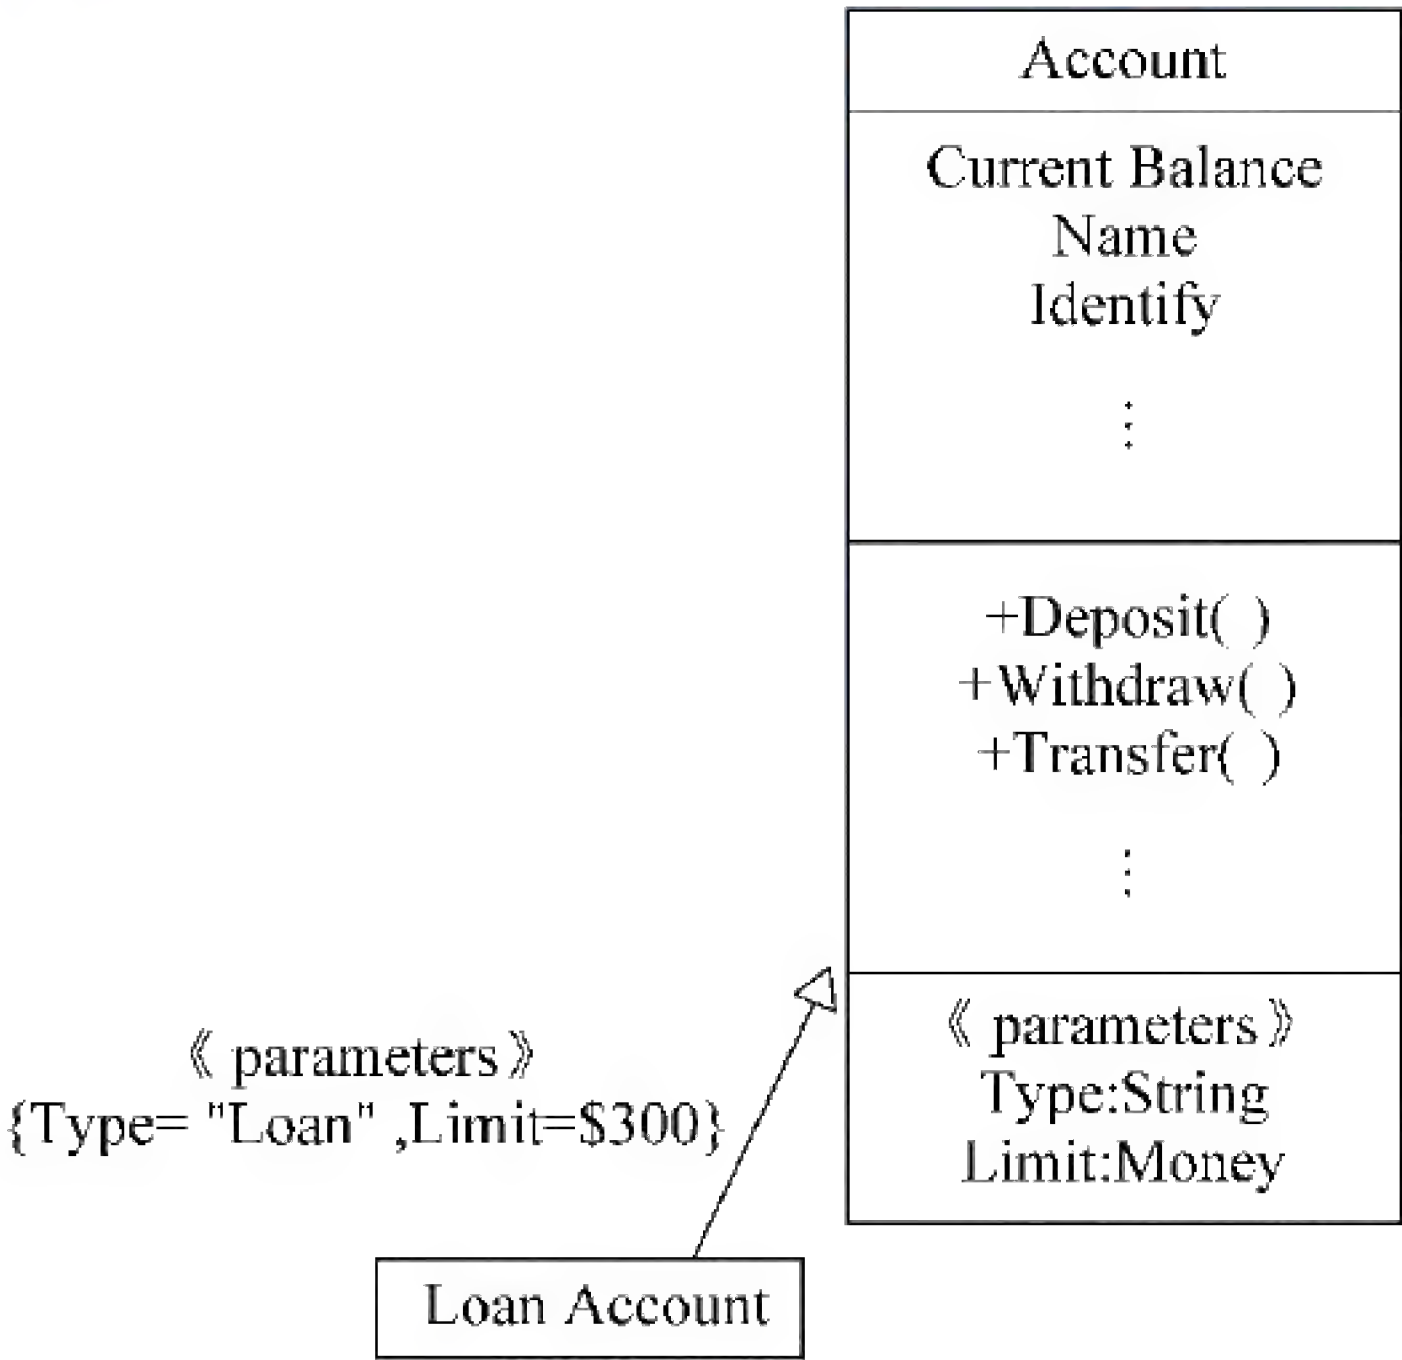 Account
Current Balance
Name
Identify
⋮
+Deposit( )
+Withdraw( )
+Transfer( )
⋮
《 parameters》
Type:String
Limit:Money
《 parameters》
{Type= "Loan" ,Limit=$300}
Loan Account